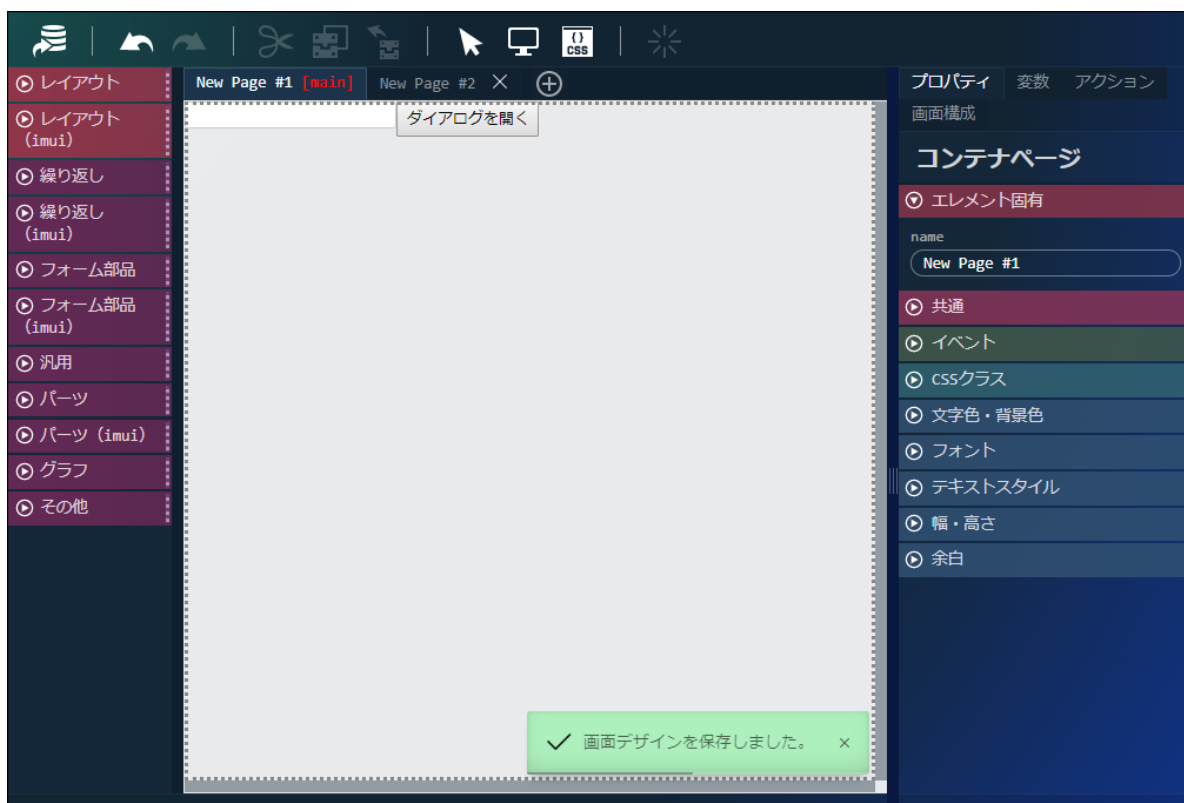 {}
CSS
レイアウト
レイアウト
(imui)
繰り返し
繰り返し
(imui)
フォーム部品
フォーム部品
(imui)
汎用
パーツ
パーツ (imui)
グラフ
その他
New Page #1 [main]
New Page #2
ダイアログを開く
画面デザインを保存しました。 ×
プロパティ 変数 アクション
画面構成
コンテナページ
エレメント固有
name
New Page #1
共通
イベント
CSSクラス
文字色・背景色
フォント
テキストスタイル
幅・高さ
余白